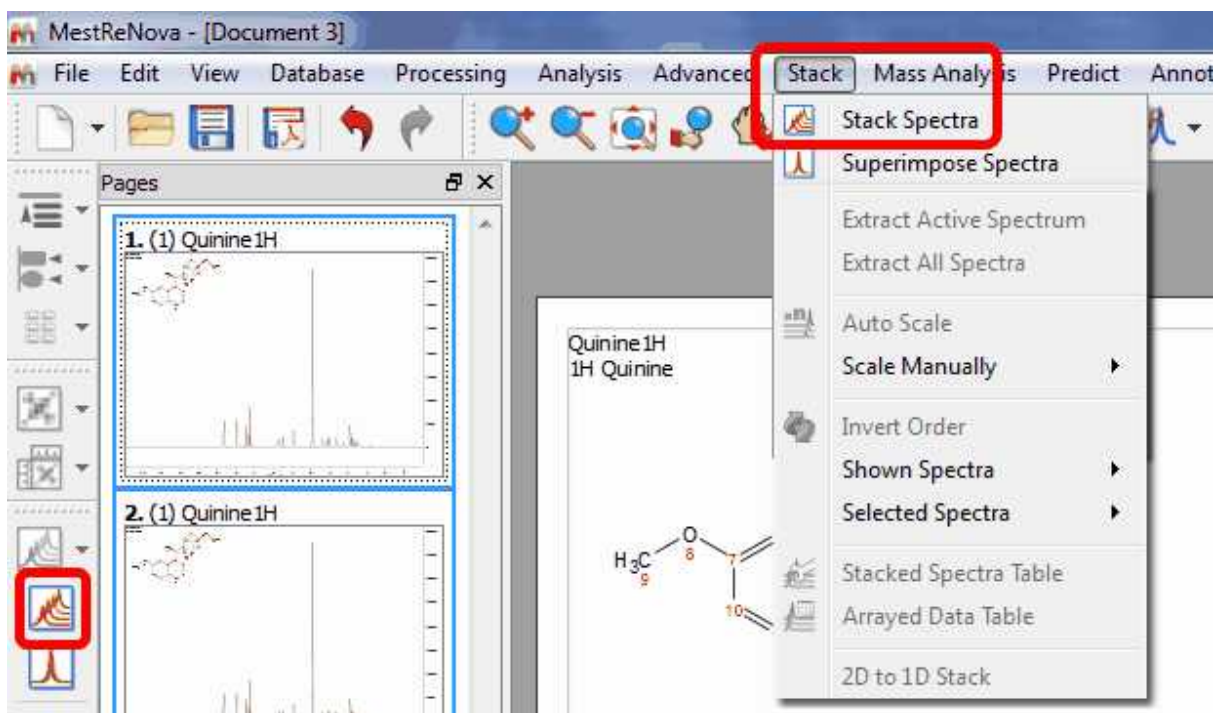 MestReNova - [Document 3]
File Edit View Database Processing Analysis Advanced Stack Mass Analysis Predict Annot
Pages
1. (1) Quinine1H
2. (1) Quinine1H
Quinine1H
1H Quinine
H3C
9
O
8
7
10
Stack Spectra
Superimpose Spectra
Extract Active Spectrum
Extract All Spectra
Auto Scale
Scale Manually
Invert Order
Shown Spectra
Selected Spectra
Stacked Spectra Table
Arrayed Data Table
2D to 1D Stack